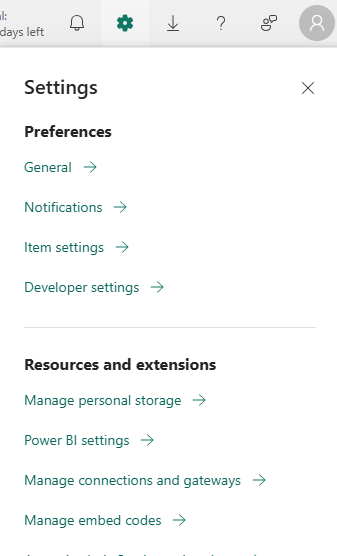 al:
days left
Settings
Preferences
General
Notifications
Item settings
Developer settings
Resources and extensions
Manage personal storage
Power BI settings
Manage connections and gateways
Manage embed codes